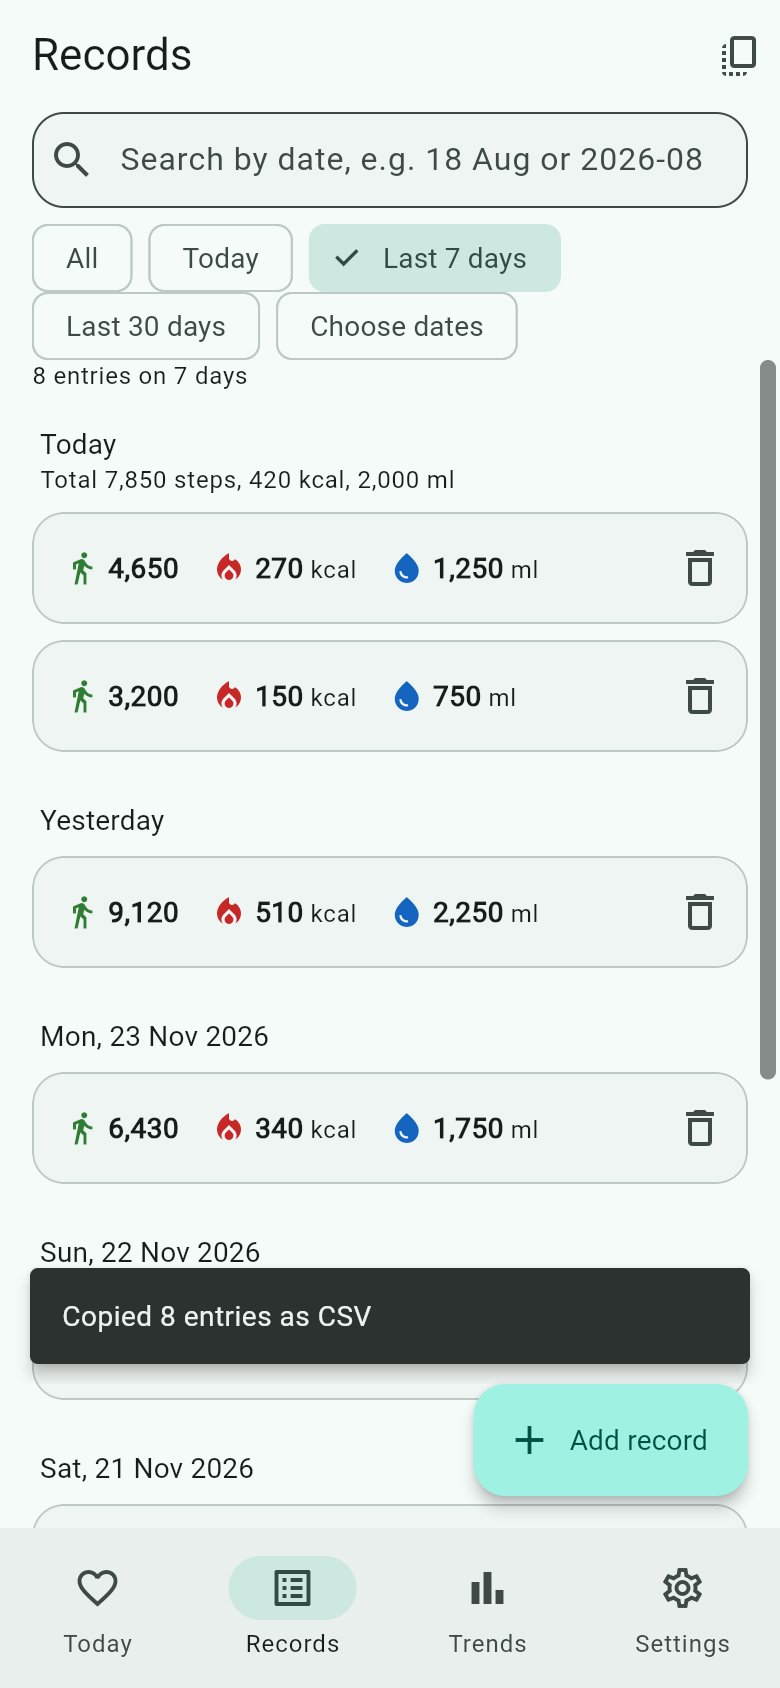 Records
Search by date, e.g. 18 Aug or 2026-08
All
Today
Last 7 days
Last 30 days
Choose dates
8 entries on 7 days
Today
Total 7,850 steps, 420 kcal, 2,000 ml
4,650 270 kcal 1,250 ml
3,200 150 kcal 750 ml
Yesterday
9,120 510 kcal 2,250 ml
Mon, 23 Nov 2026
6,430 340 kcal 1,750 ml
Sun, 22 Nov 2026
Copied 8 entries as CSV
Add record
Sat, 21 Nov 2026
Today
Records
Trends
Settings